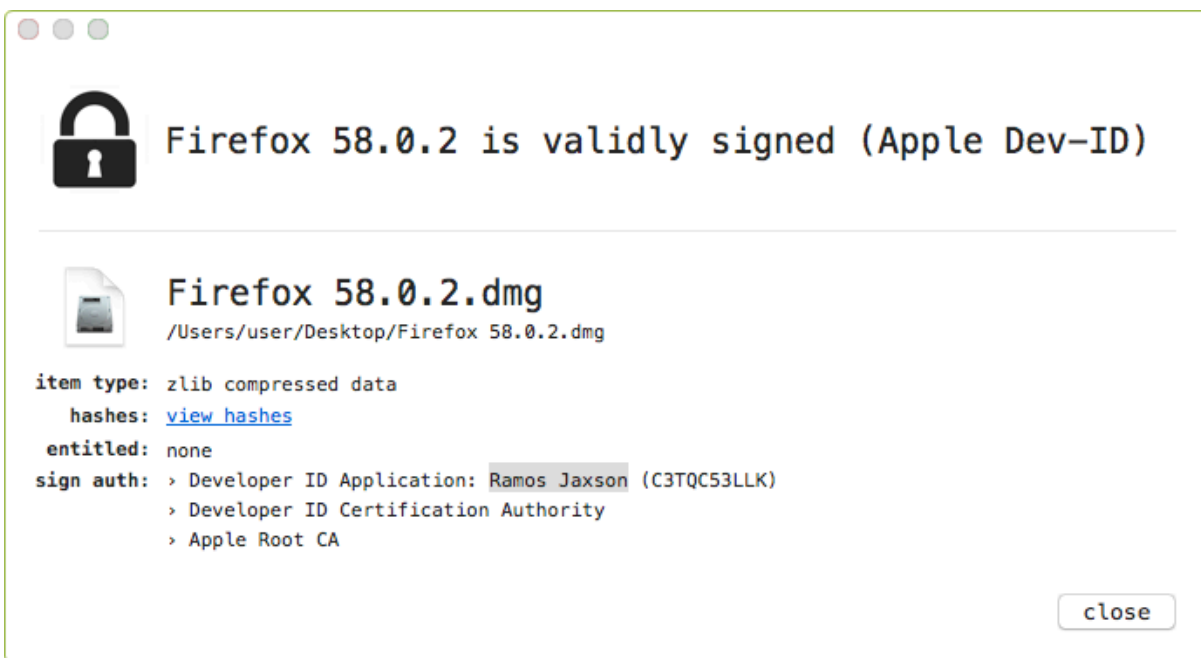 Firefox 58.0.2 is validly signed (Apple Dev-ID)
Firefox 58.0.2.dmg
/Users/user/Desktop/Firefox 58.0.2.dmg
item type: zlib compressed data
hashes: view hashes
entitled: none
sign auth: › Developer ID Application: Ramos Jaxson (C3TQC53LLK)
› Developer ID Certification Authority
› Apple Root CA
close